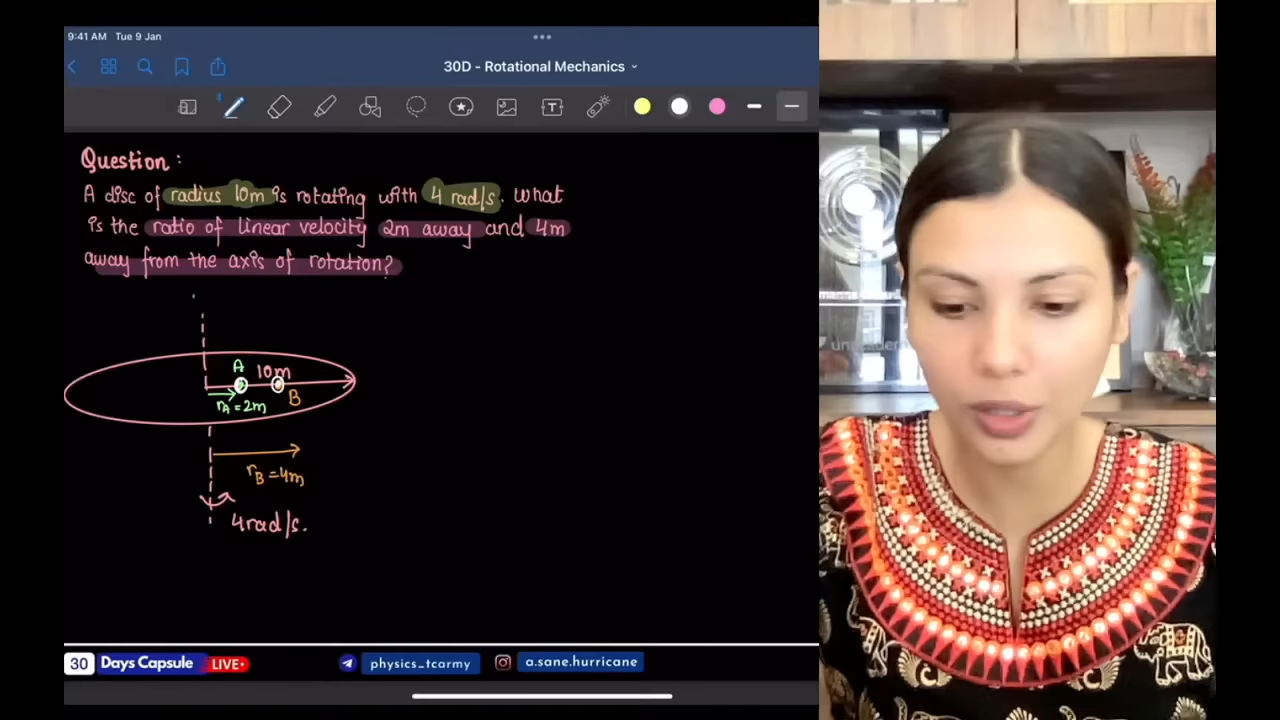 9:41 AM Tue 9 Jan
30D - Rotational Mechanics
Question :
A disc of radius 10m is rotating with 4 rad/s. what
is the ratio of linear velocity 2m away and 4m
away from the axis of rotation?
A
10m
B
rA = 2m
rB = 4m
4rad/s.
30 Days Capsule LIVE
physics_tcarmy
a.sane.hurricane